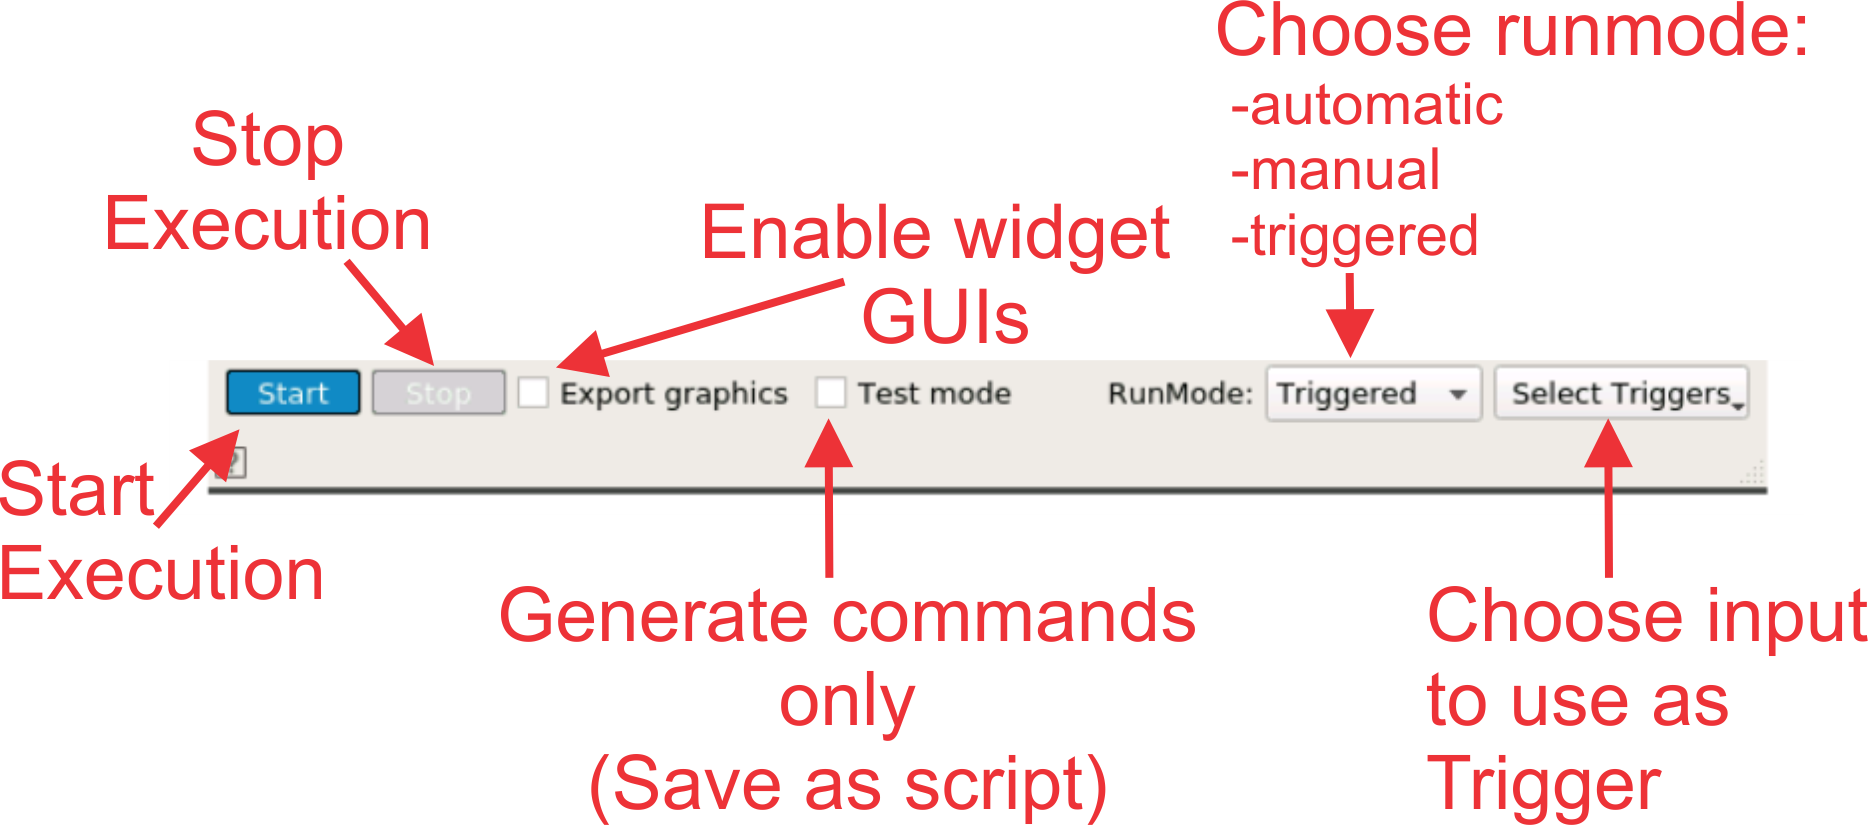 Choose runmode:
-automatic
-manual
-triggered
Stop
Execution
Enable widget
GUIs
Start
Stop
Export graphics
Test mode
RunMode:
Triggered
Select Triggers
?
Start
Execution
Generate commands
only
(Save as script)
Choose input
to use as
Trigger